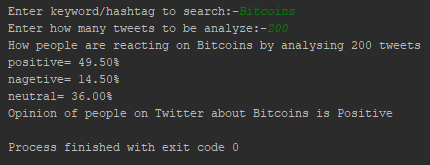 Enter keyword/hashtag to search:-Bitcoins
Enter how many tweets to be analyze:-200
How people are reacting on Bitcoins by analysing 200 tweets
positive= 49.50%
nagetive= 14.50%
neutral= 36.00%
Opinion of people on Twitter about Bitcoins is Positive
Process finished with exit code 0